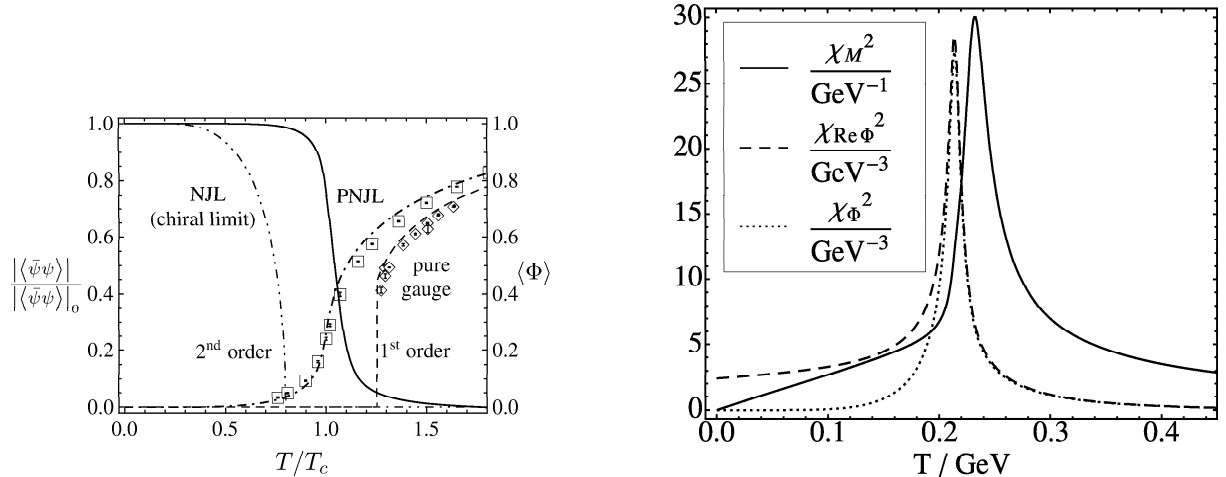 1.0
0.8
0.6
0.4
0.2
0.0
|⟨ψ̄ψ⟩|
|⟨ψ̄ψ⟩|₀
NJL
(chiral limit)
PNJL
pure
gauge
2nd order
1st order
1.0
0.8
0.6
0.4
0.2
0.0
⟨Φ⟩
0.0 0.5 1.0 1.5
T/Tc
30
25
20
15
10
5
0
χM²
GeV⁻¹
χReΦ²
GcV⁻³
χΦ²
GeV⁻³
0.0 0.1 0.2 0.3 0.4
T / GeV